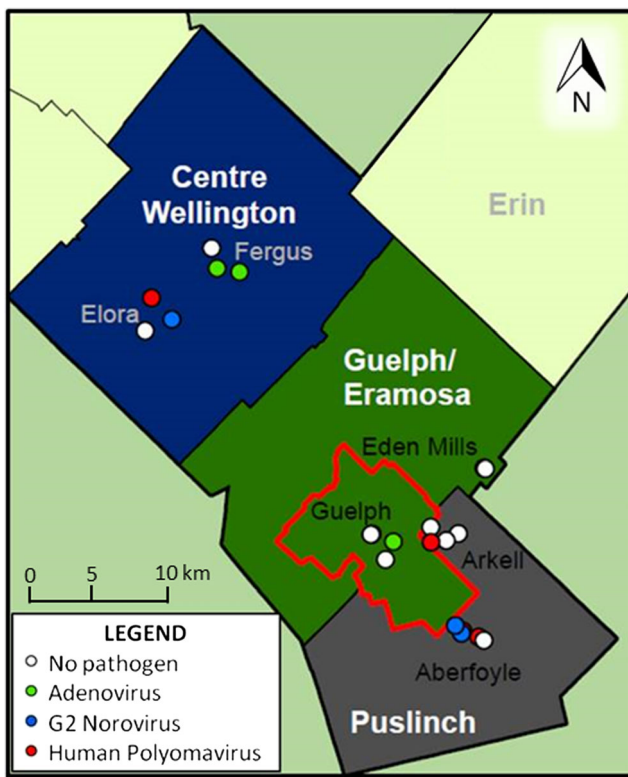 N
Centre
Wellington
Erin
Fergus
Elora
Guelph/
Eramosa
Eden Mills
Guelph
Arkell
0 5 10 km
LEGEND
No pathogen
Adenovirus
G2 Norovirus
Human Polyomavirus
Aberfoyle
Puslinch